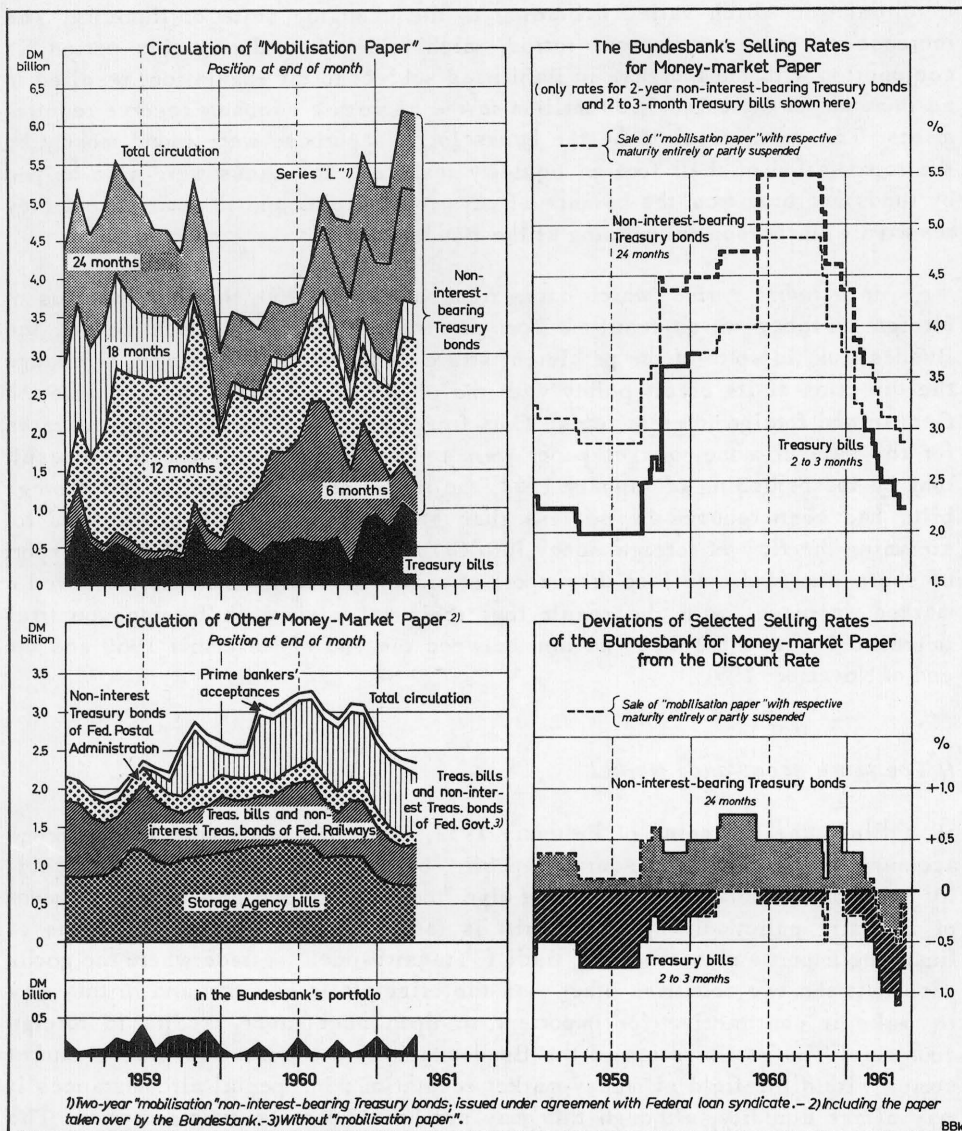 DM
billion
Circulation of "Mobilisation Paper"
Position at end of month
6,0
5,5
5,0
4,5
4,0
3,5
3,0
2,5
2,0
1,5
1,0
0,5
0
Total circulation
Series "L" 1)
24 months
18 months
12 months
6 months
Treasury bills
Non-
interest-
bearing
Treasury
bonds
The Bundesbank's Selling Rates
for Money-market Paper
(only rates for 2-year non-interest-bearing Treasury bonds
and 2 to 3-month Treasury bills shown here)
Sale of "mobilisation paper" with respective
maturity entirely or partly suspended
%
5,5
5,0
4,5
4,0
3,5
3,0
2,5
2,0
1,5
Non-interest-bearing
Treasury bonds
24 months
Treasury bills
2 to 3 months
DM
billion
Circulation of "Other" Money-Market Paper 2)
Position at end of month
3,5
3,0
2,5
2,0
1,5
1,0
0,5
0
Prime bankers'
acceptances
Total circulation
Non-interest
Treasury bonds
of Fed. Postal
Administration
Treas. bills
and non-inter-
est Treas. bonds
of Fed. Govt. 3)
Treas. bills and non-
interest Treas. bonds of Fed. Railways
Storage Agency bills
DM
billion
in the Bundesbank's portfolio
0,5
0
1959
1960
1961
Deviations of Selected Selling Rates
of the Bundesbank for Money-market Paper
from the Discount Rate
Sale of "mobilisation paper" with respective
maturity entirely or partly suspended
%
Non-interest-bearing Treasury bonds
24 months
+1,0
+0,5
0
-0,5
-1,0
Treasury bills
2 to 3 months
1959
1960
1961
1) Two-year "mobilisation" non-interest-bearing Treasury bonds, issued under agreement with Federal loan syndicate.– 2) Including the paper
taken over by the Bundesbank.-3) Without "mobilisation paper".
BBk